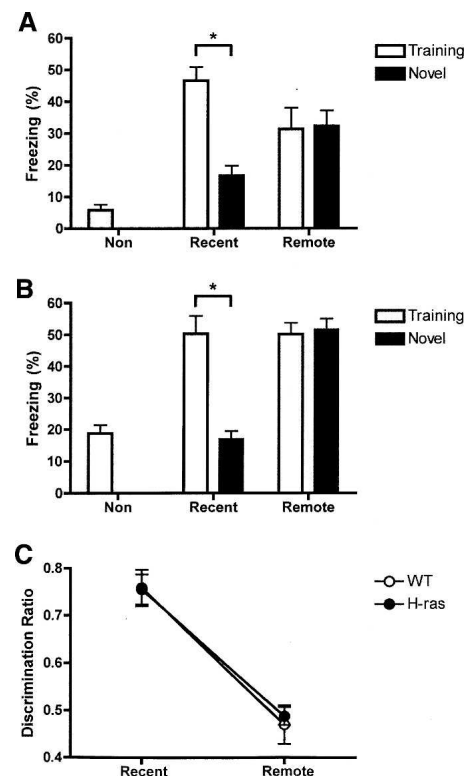 A
*
Training
Novel
Freezing (%)
60
50
40
30
20
10
0
Non Recent Remote
B
*
Training
Novel
Freezing (%)
60
50
40
30
20
10
0
Non Recent Remote
C
WT
H-ras
Discrimination Ratio
0.8
0.7
0.6
0.5
0.4
Recent Remote